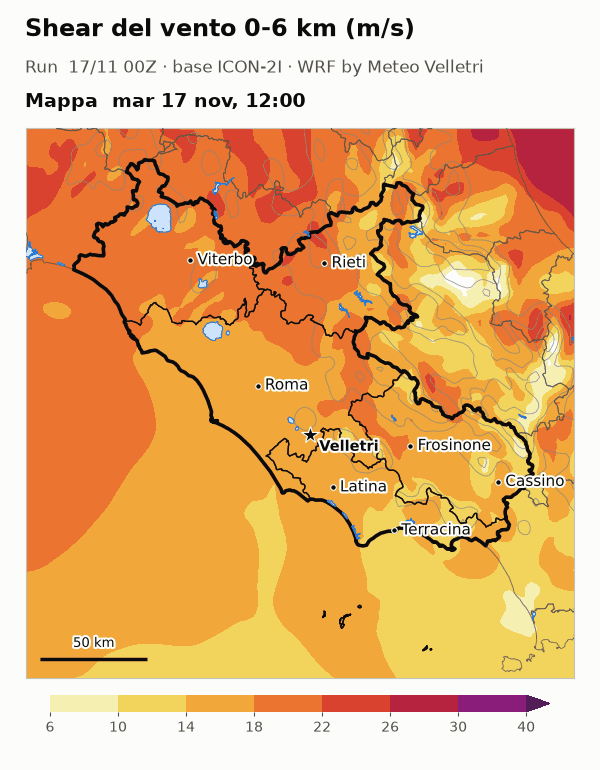 Shear del vento 0-6 km (m/s)
Run  17/11 00Z · base ICON-2I · WRF by Meteo Velletri
Mappa  mar 17 nov, 12:00
Viterbo
Rieti
Roma
Velletri
Frosinone
Cassino
Latina
Terracina
50 km
6 10 14 18 22 26 30 40